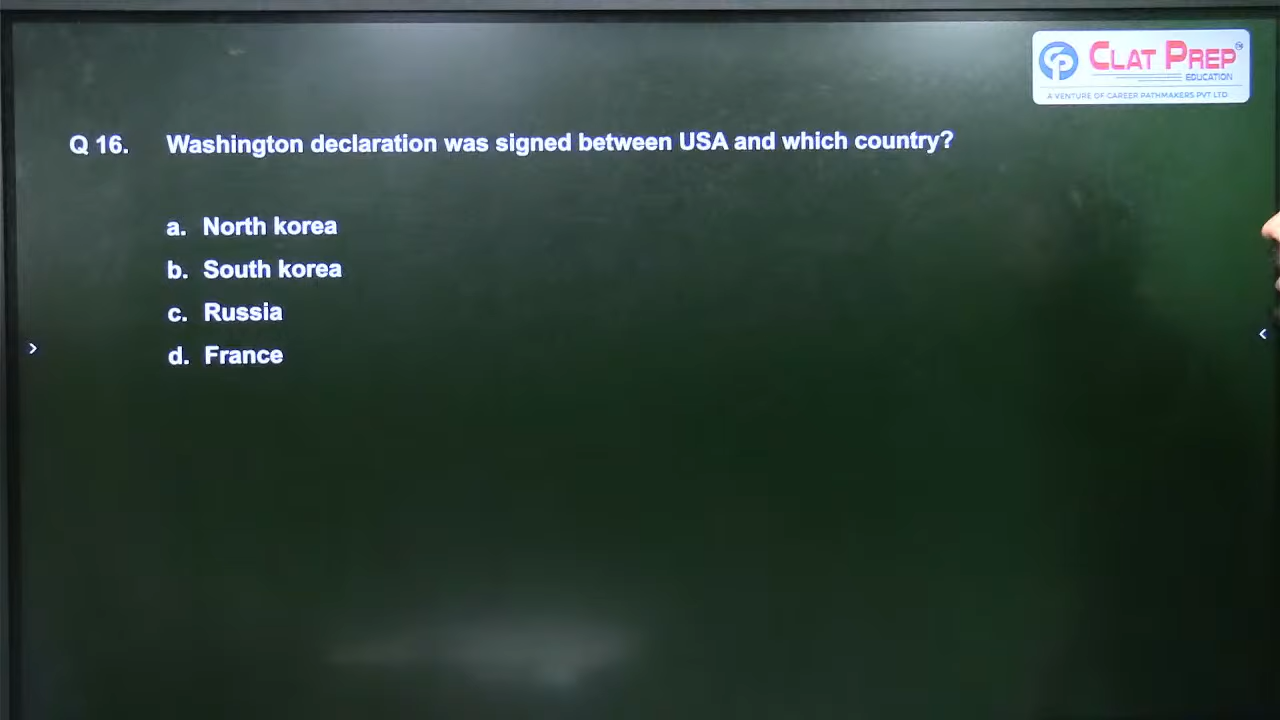 CLAT PREP
EDUCATION
A VENTURE OF CAREER PATHMAKERS PVT LTD
Q 16. Washington declaration was signed between USA and which country?
a. North korea
b. South korea
c. Russia
d. France